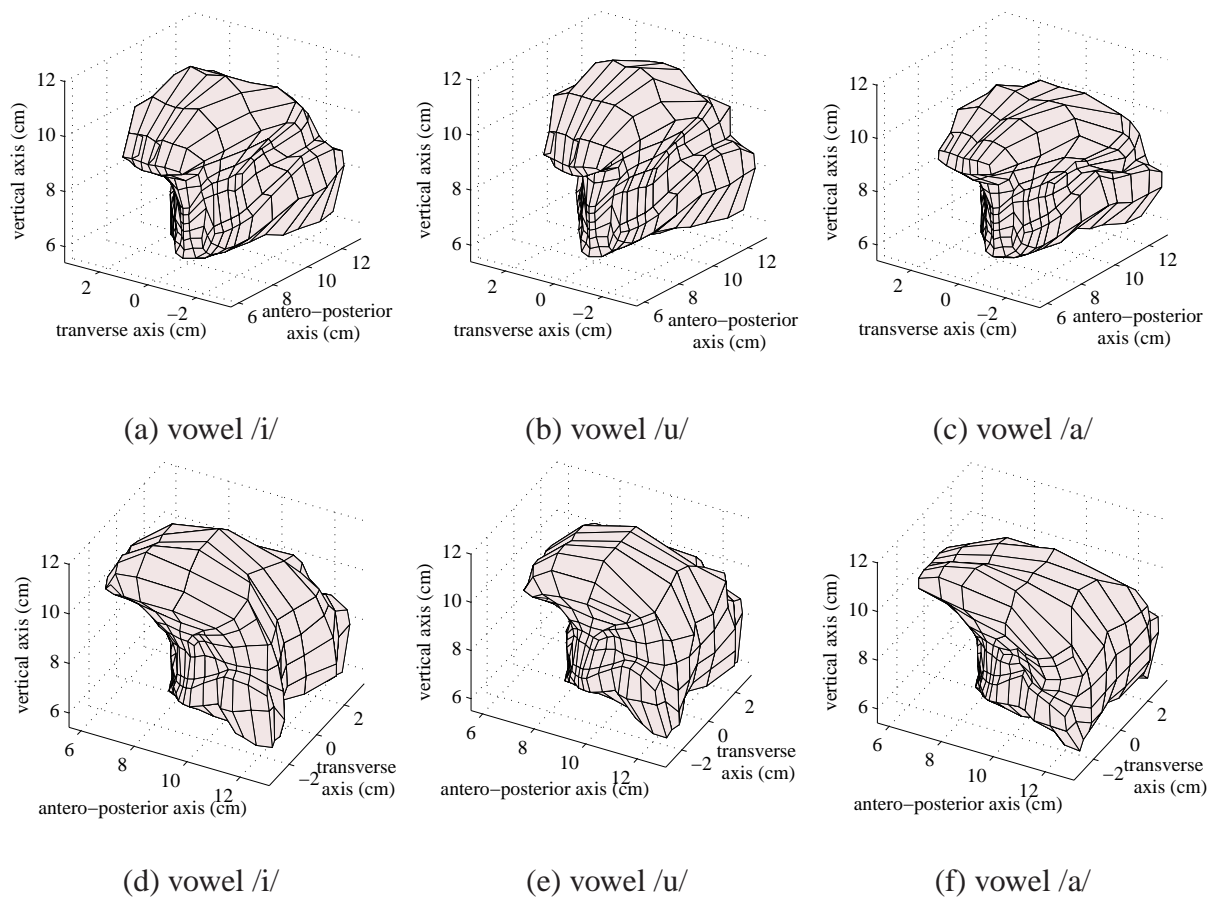 12
10
8
6
vertical axis (cm)
2
0
−2
tranverse axis (cm)
6
8
10
12
antero−posterior
axis (cm)
12
10
8
6
vertical axis (cm)
2
0
−2
transverse axis (cm)
6
8
10
12
antero−posterior
axis (cm)
12
10
8
6
vertical axis (cm)
2
0
−2
transverse axis (cm)
6
8
10
12
antero−posterior
axis (cm)
(a) vowel /i/
(b) vowel /u/
(c) vowel /a/
12
10
8
6
vertical axis (cm)
6
8
10
12
antero−posterior axis (cm)
−2
0
2
transverse
axis (cm)
12
10
8
6
vertical axis (cm)
6
8
10
12
antero−posterior axis (cm)
−2
0
2
transverse
axis (cm)
12
10
8
6
vertical axis (cm)
6
8
10
12
antero−posterior axis (cm)
−2
0
2
transverse
axis (cm)
(d) vowel /i/
(e) vowel /u/
(f) vowel /a/